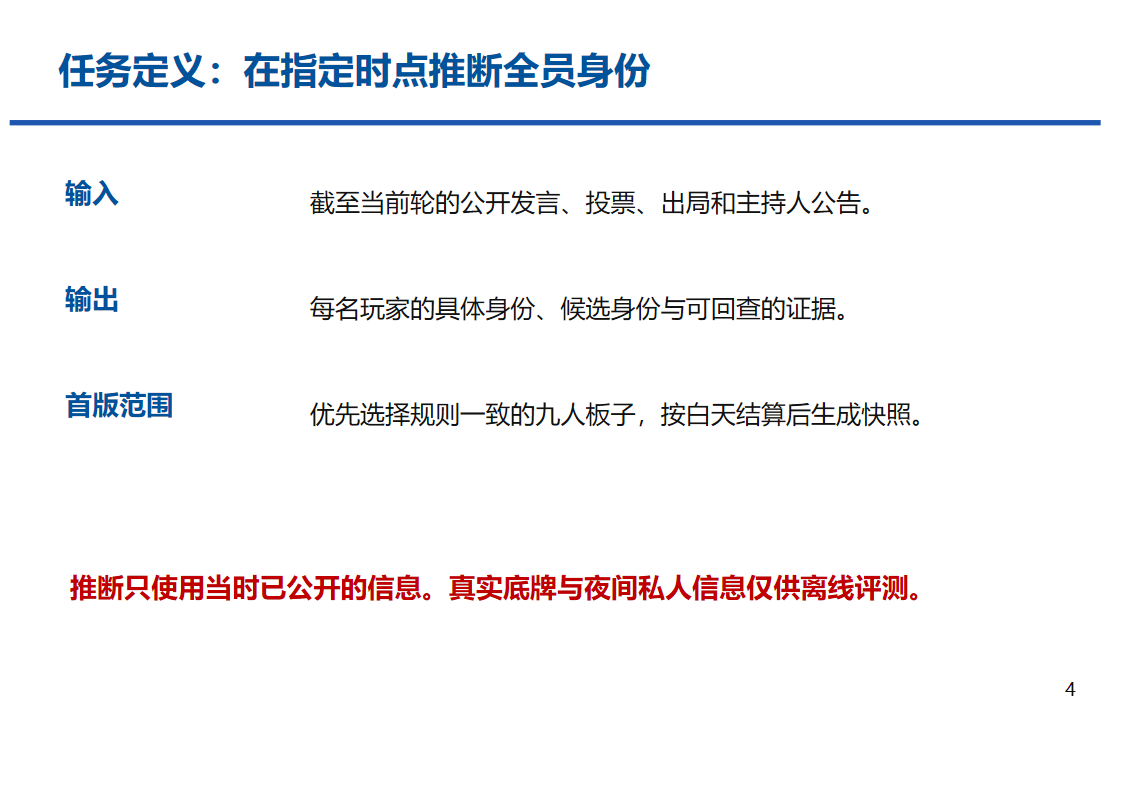 任务定义：在指定时点推断全员身份
输入
截至当前轮的公开发言、投票、出局和主持人公告。
输出
每名玩家的具体身份、候选身份与可回查的证据。
首版范围
优先选择规则一致的九人板子，按白天结算后生成快照。
推断只使用当时已公开的信息。真实底牌与夜间私人信息仅供离线评测。
4